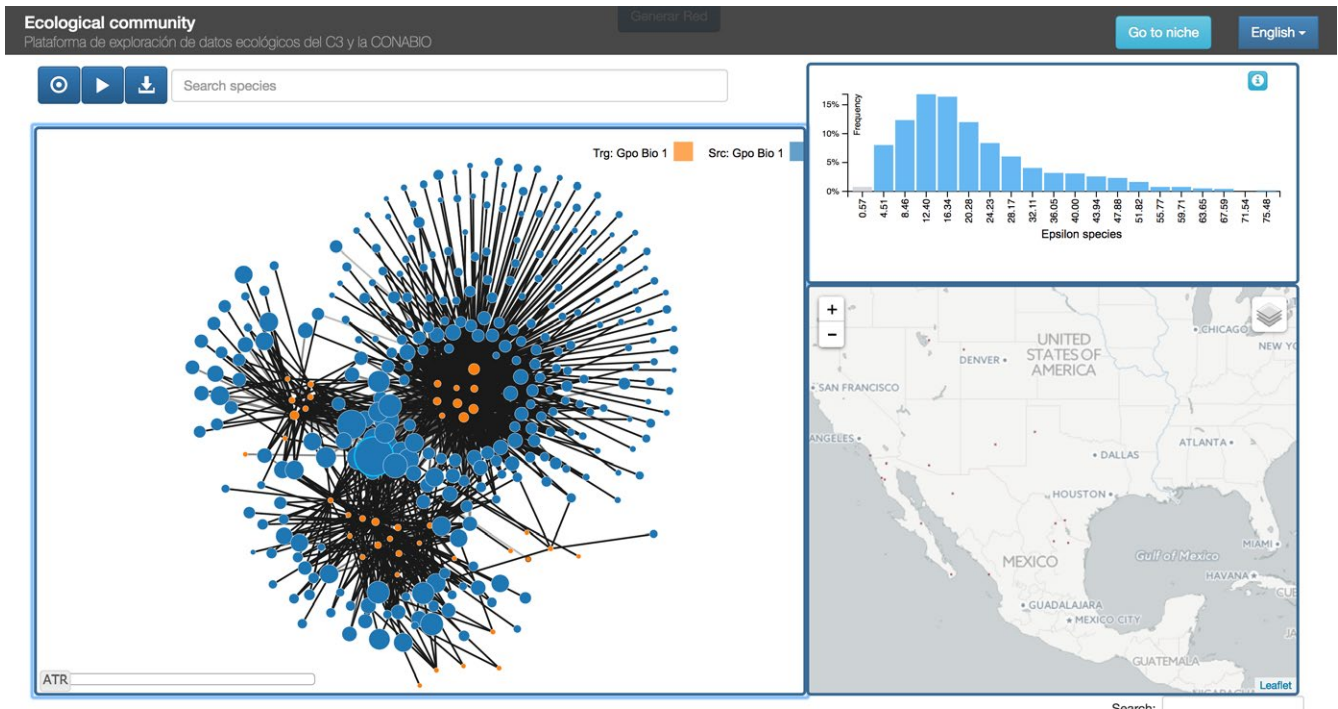 Ecological community
Generar Red
Plataforma de exploración de datos ecológicos del C3 y la CONABIO
Go to niche
English
Search species
Trg: Gpo Bio 1
Src: Gpo Bio 1
ATR
Frequency
15%
10%
5%
0%
0.57
4.51
8.46
12.40
16.34
20.28
24.23
28.17
32.11
36.05
40.00
43.94
47.88
51.82
55.77
59.71
63.65
67.59
71.54
75.48
Epsilon species
+
−
UNITED
STATES OF
AMERICA
CHICAGO
NEW YO
DENVER
SAN FRANCISCO
ANGELES
ATLANTA
DALLAS
HOUSTON
MIAMI
MEXICO
Gulf of Mexico
HAVANA
CU
GUADALAJARA
MEXICO CITY
JA
GUATEMALA
NICARAGUA
Leaflet
Search: